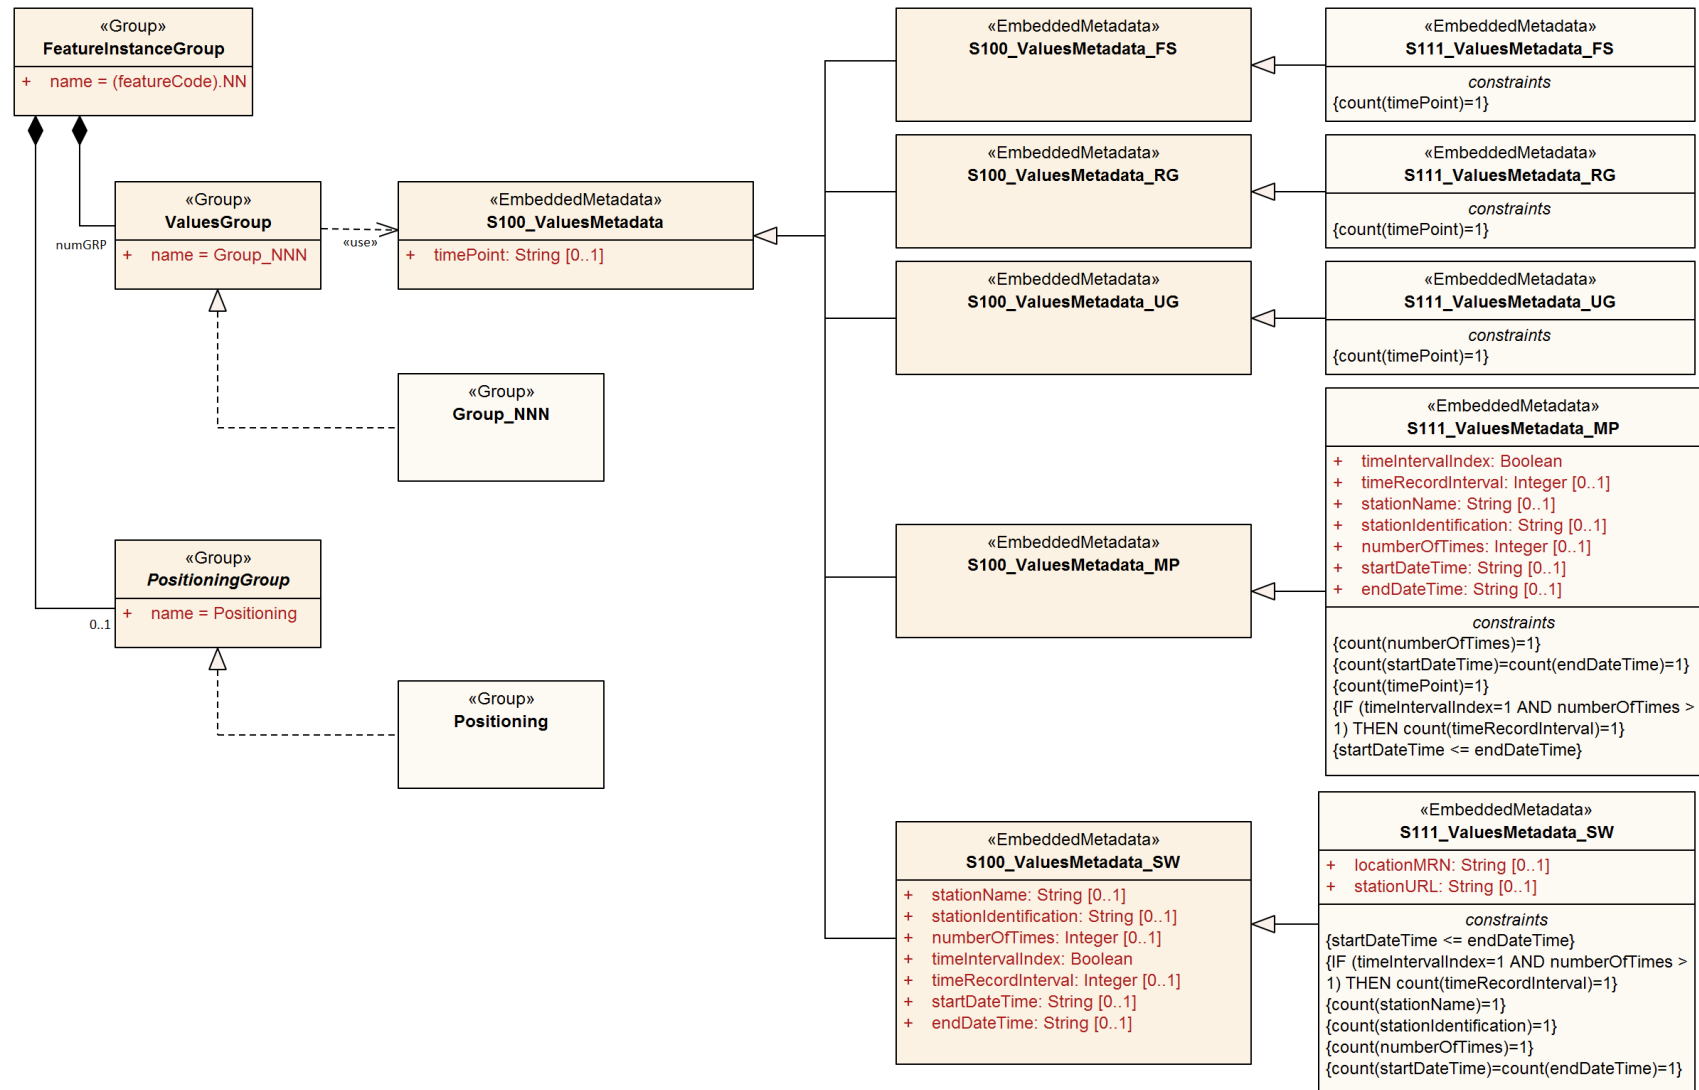 «Group»
FeatureInstanceGroup
+ name = (featureCode).NN
numGRP
«Group»
ValuesGroup
+ name = Group_NNN
«use»
«EmbeddedMetadata»
S100_ValuesMetadata
+ timePoint: String [0..1]
«Group»
Group_NNN
0..1
«Group»
PositioningGroup
+ name = Positioning
«Group»
Positioning
«EmbeddedMetadata»
S100_ValuesMetadata_FS
«EmbeddedMetadata»
S111_ValuesMetadata_FS
constraints
{count(timePoint)=1}
«EmbeddedMetadata»
S100_ValuesMetadata_RG
«EmbeddedMetadata»
S111_ValuesMetadata_RG
constraints
{count(timePoint)=1}
«EmbeddedMetadata»
S100_ValuesMetadata_UG
«EmbeddedMetadata»
S111_ValuesMetadata_UG
constraints
{count(timePoint)=1}
«EmbeddedMetadata»
S100_ValuesMetadata_MP
«EmbeddedMetadata»
S111_ValuesMetadata_MP
+ timeIntervalIndex: Boolean
+ timeRecordInterval: Integer [0..1]
+ stationName: String [0..1]
+ stationIdentification: String [0..1]
+ numberOfTimes: Integer [0..1]
+ startDateTime: String [0..1]
+ endDateTime: String [0..1]
constraints
{count(numberOfTimes)=1}
{count(startDateTime)=count(endDateTime)=1}
{count(timePoint)=1}
{IF (timeIntervalIndex=1 AND numberOfTimes >
1) THEN count(timeRecordInterval)=1}
{startDateTime <= endDateTime}
«EmbeddedMetadata»
S100_ValuesMetadata_SW
+ stationName: String [0..1]
+ stationIdentification: String [0..1]
+ numberOfTimes: Integer [0..1]
+ timeIntervalIndex: Boolean
+ timeRecordInterval: Integer [0..1]
+ startDateTime: String [0..1]
+ endDateTime: String [0..1]
«EmbeddedMetadata»
S111_ValuesMetadata_SW
+ locationMRN: String [0..1]
+ stationURL: String [0..1]
constraints
{startDateTime <= endDateTime}
{IF (timeIntervalIndex=1 AND numberOfTimes >
1) THEN count(timeRecordInterval)=1}
{count(stationName)=1}
{count(stationIdentification)=1}
{count(numberOfTimes)=1}
{count(startDateTime)=count(endDateTime)=1}